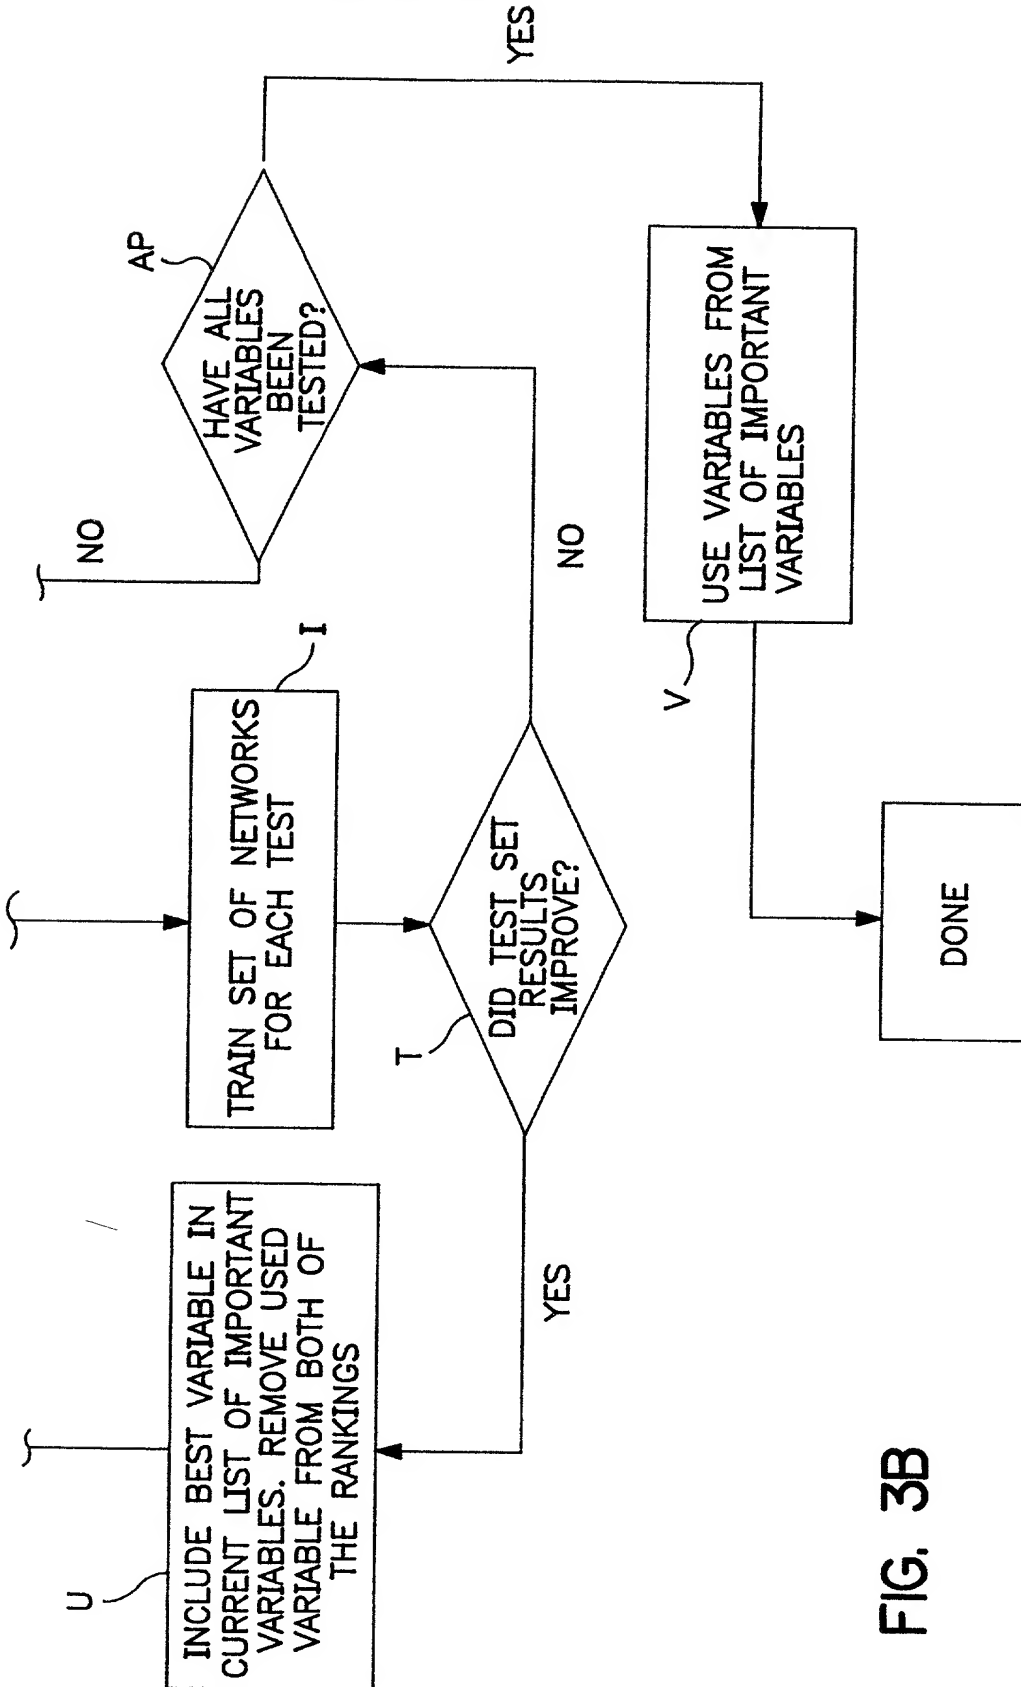 U
INCLUDE BEST VARIABLE IN
CURRENT LIST OF IMPORTANT
VARIABLES. REMOVE USED
VARIABLE FROM BOTH OF
THE RANKINGS
TRAIN SET OF NETWORKS
FOR EACH TEST
I
NO
HAVE ALL
VARIABLES
BEEN
TESTED?
AP
YES
T
DID TEST SET
RESULTS
IMPROVE?
YES
NO
V
USE VARIABLES FROM
LIST OF IMPORTANT
VARIABLES
DONE
FIG. 3B